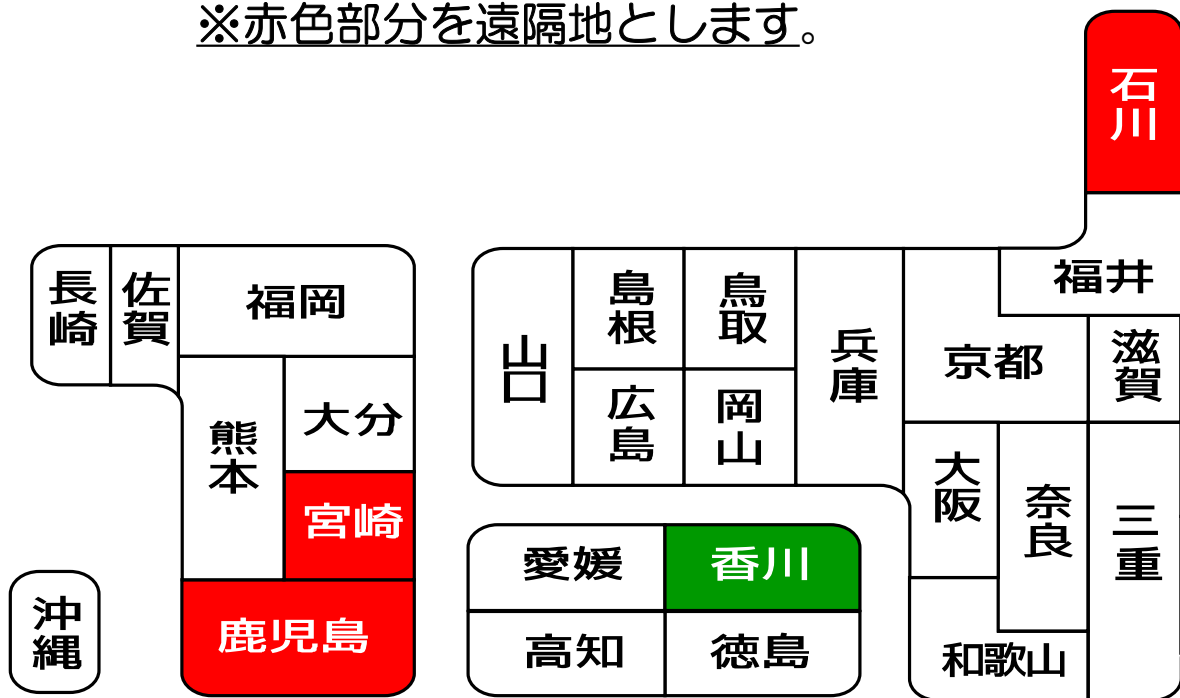 ※赤色部分を遠隔地とします。
石川
長崎
佐賀
福岡
熊本
大分
宮崎
鹿児島
沖縄
山口
島根
鳥取
広島
岡山
兵庫
京都
福井
滋賀
大阪
奈良
三重
和歌山
愛媛
香川
高知
徳島